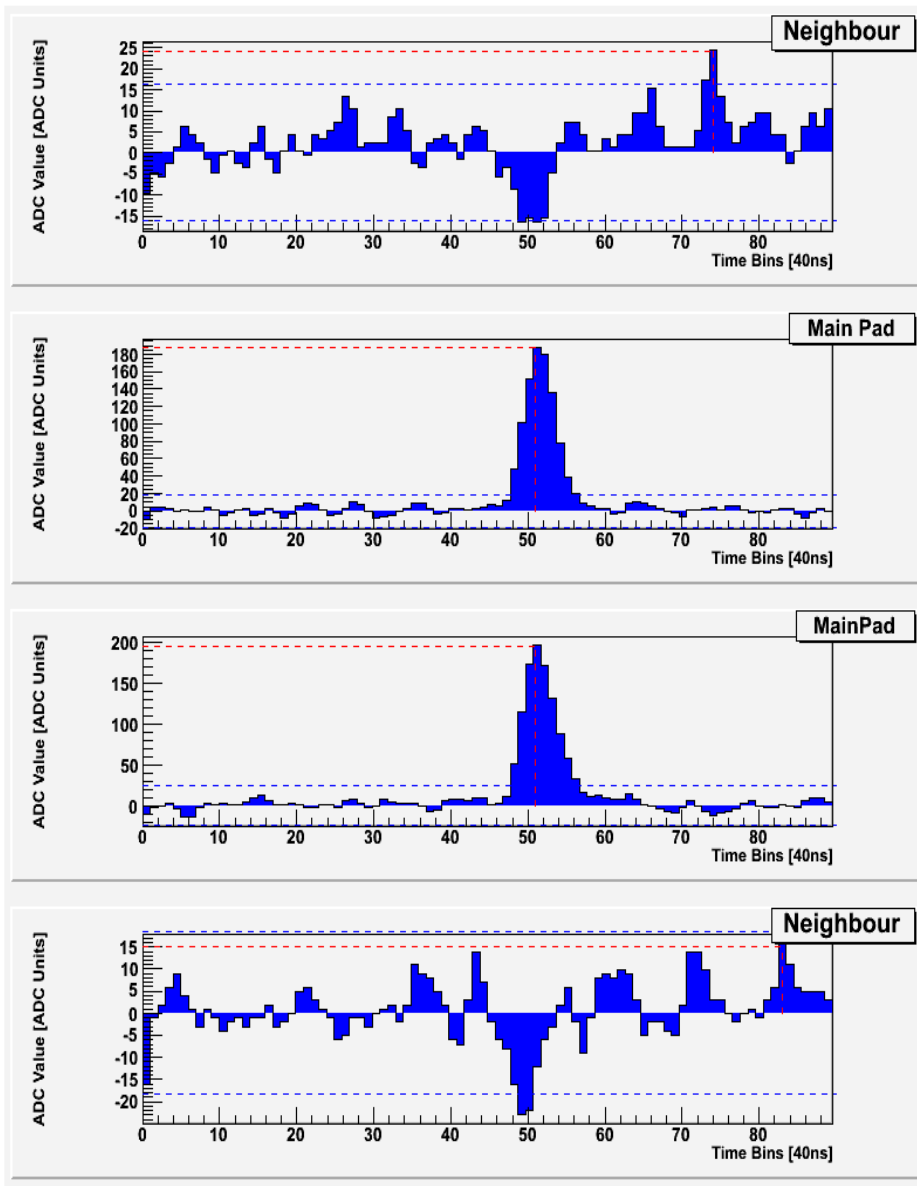 Neighbour
ADC Value [ADC Units]
25
20
15
10
5
0
-5
-10
-15
0 10 20 30 40 50 60 70 80
Time Bins [40ns]
Main Pad
ADC Value [ADC Units]
180
160
140
120
100
80
60
40
20
0
-20
0 10 20 30 40 50 60 70 80
Time Bins [40ns]
MainPad
ADC Value [ADC Units]
200
150
100
50
0
0 10 20 30 40 50 60 70 80
Time Bins [40ns]
Neighbour
ADC Value [ADC Units]
15
10
5
0
-5
-10
-15
-20
0 10 20 30 40 50 60 70 80
Time Bins [40ns]